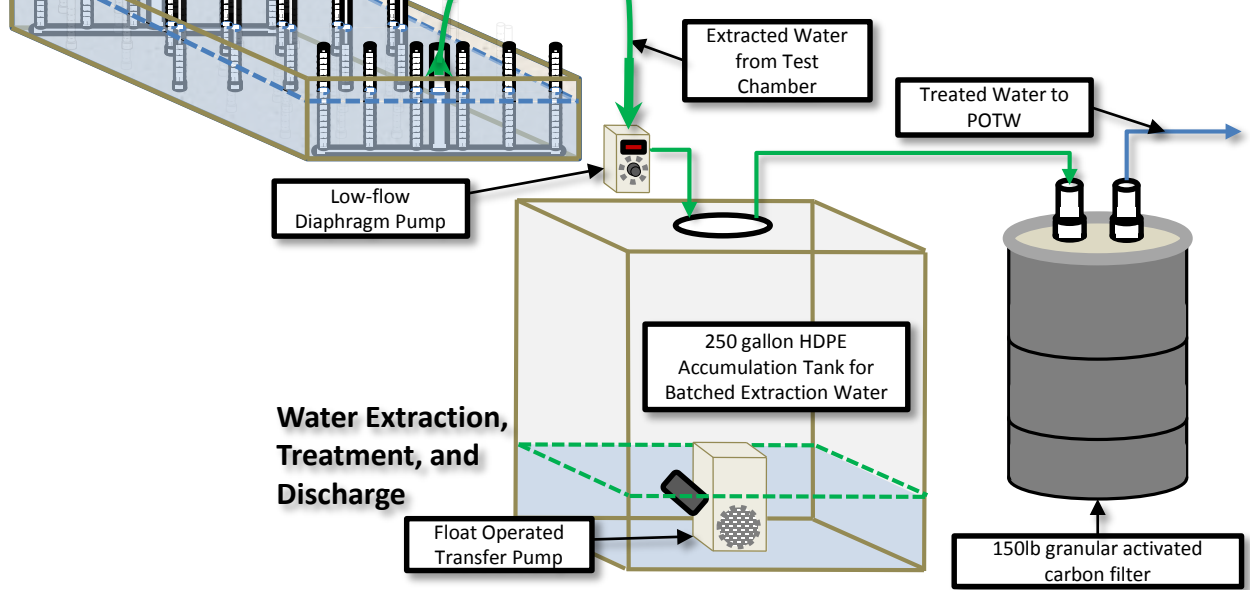 Extracted Water
from Test
Chamber
Treated Water to
POTW
Low-flow
Diaphragm Pump
250 gallon HDPE
Accumulation Tank for
Batched Extraction Water
Water Extraction,
Treatment, and
Discharge
Float Operated
Transfer Pump
150lb granular activated
carbon filter